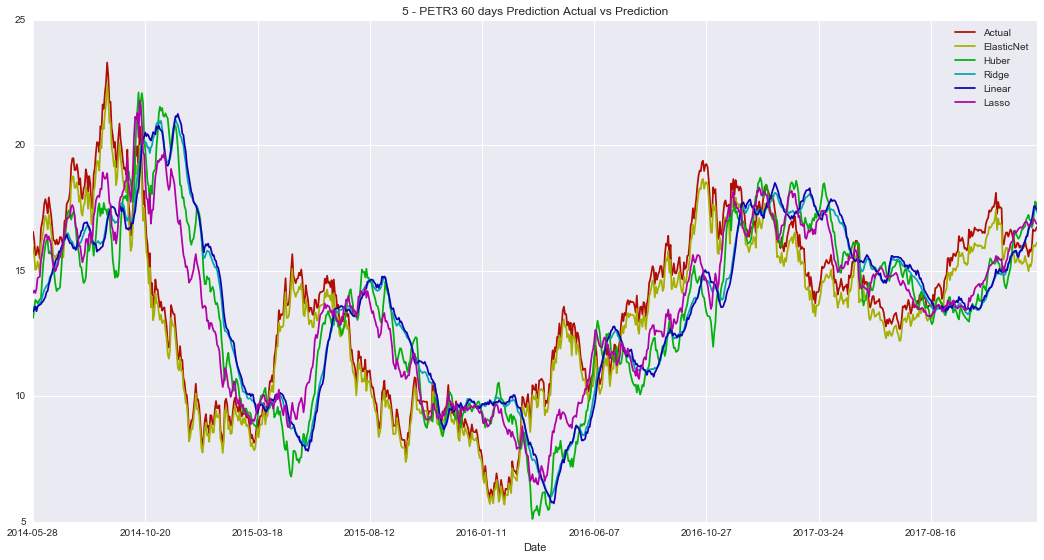 5 - PETR3 60 days Prediction Actual vs Prediction
25
20
15
10
5
Actual
ElasticNet
Huber
Ridge
Linear
Lasso
2014-05-28
2014-10-20
2015-03-18
2015-08-12
2016-01-11
2016-06-07
2016-10-27
2017-03-24
2017-08-16
Date